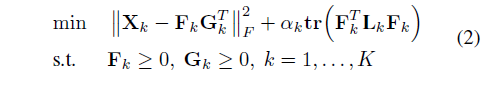 min ‖X_k − F_k G_k^T‖_F^2 + α_k tr(F_k^T L_k F_k)
s.t. F_k ≥ 0, G_k ≥ 0, k = 1, . . . , K (2)